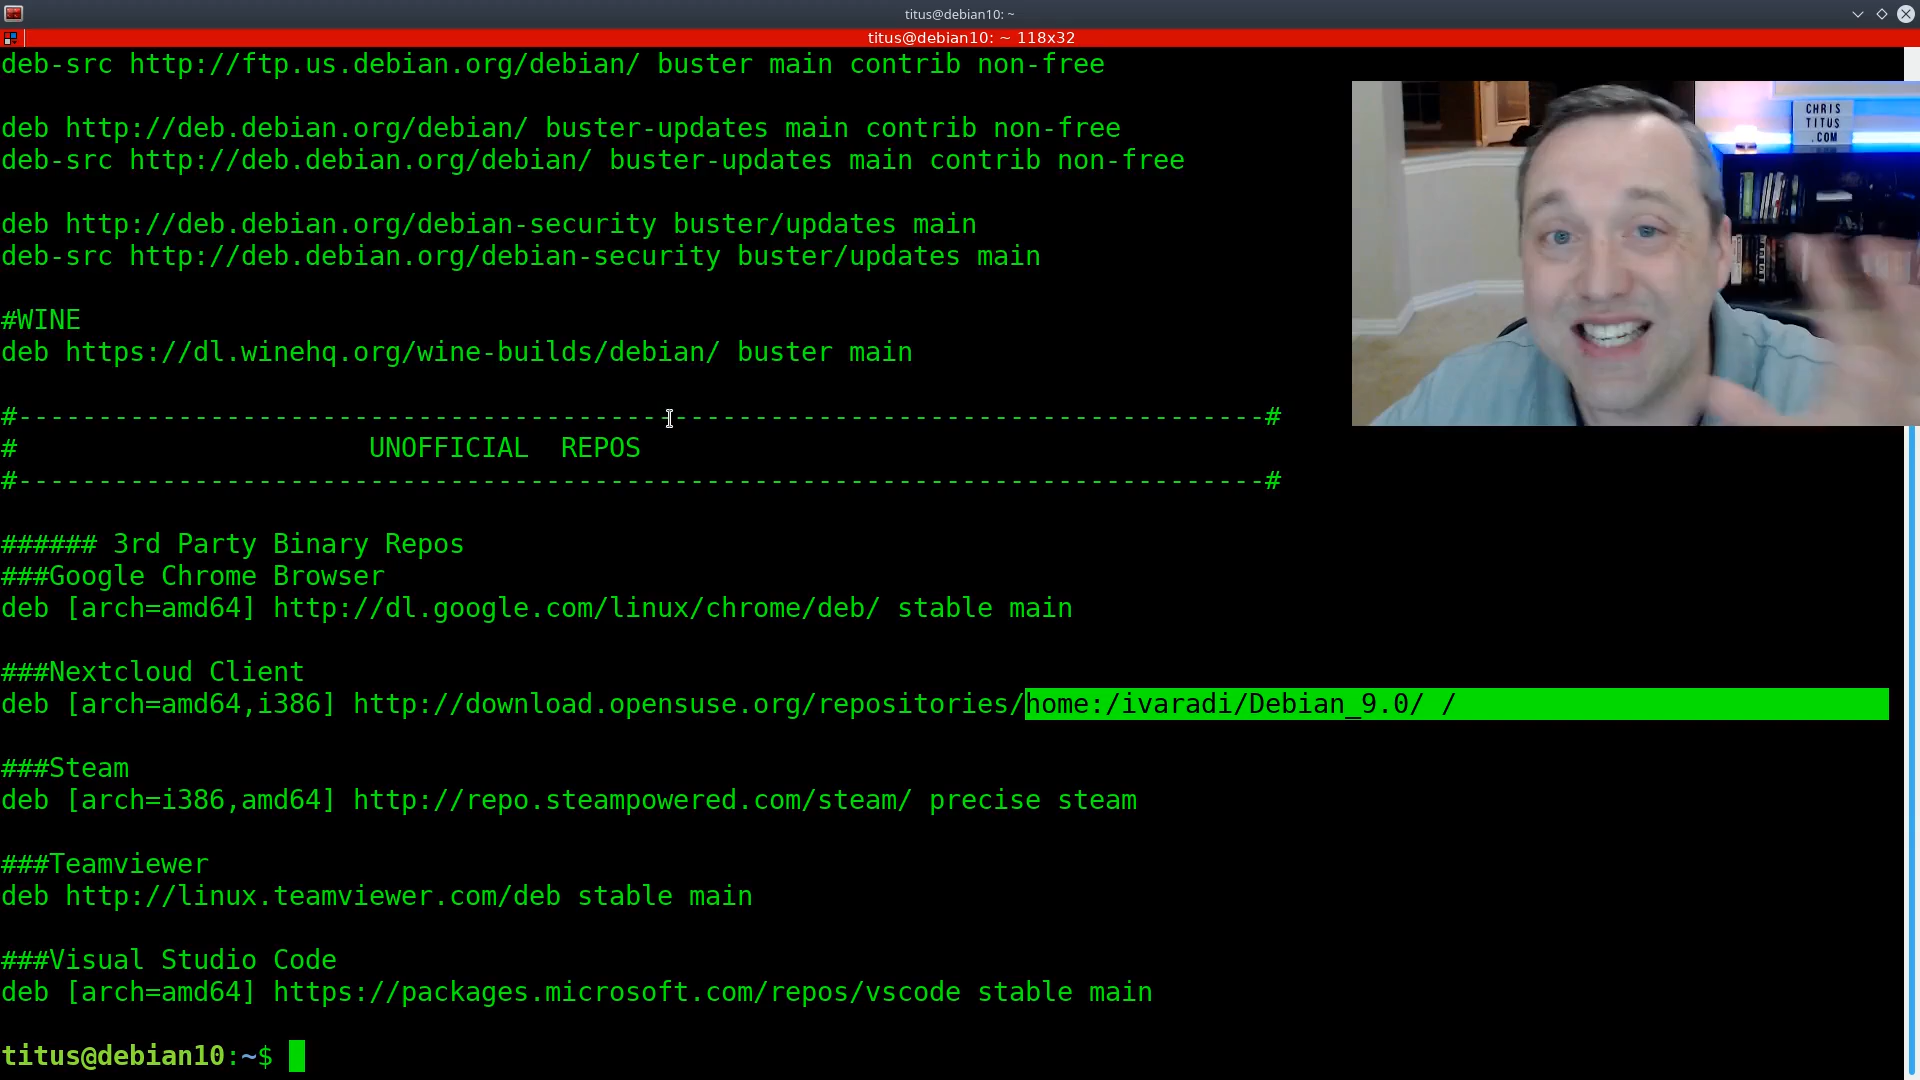 titus@debian10: ~
titus@debian10: ~ 118x32
deb-src http://ftp.us.debian.org/debian/ buster main contrib non-free
deb http://deb.debian.org/debian/ buster-updates main contrib non-free
deb-src http://deb.debian.org/debian/ buster-updates main contrib non-free
deb http://deb.debian.org/debian-security buster/updates main
deb-src http://deb.debian.org/debian-security buster/updates main
#WINE
deb https://dl.winehq.org/wine-builds/debian/ buster main
#------------------------------------------------------------------------------#
#                      UNOFFICIAL  REPOS
#------------------------------------------------------------------------------#
###### 3rd Party Binary Repos
###Google Chrome Browser
deb [arch=amd64] http://dl.google.com/linux/chrome/deb/ stable main
###Nextcloud Client
deb [arch=amd64,i386] http://download.opensuse.org/repositories/home:/ivaradi/Debian_9.0/ /
###Steam
deb [arch=i386,amd64] http://repo.steampowered.com/steam/ precise steam
###Teamviewer
deb http://linux.teamviewer.com/deb stable main
###Visual Studio Code
deb [arch=amd64] https://packages.microsoft.com/repos/vscode stable main
titus@debian10:~$
CHRIS
TITUS
.COM